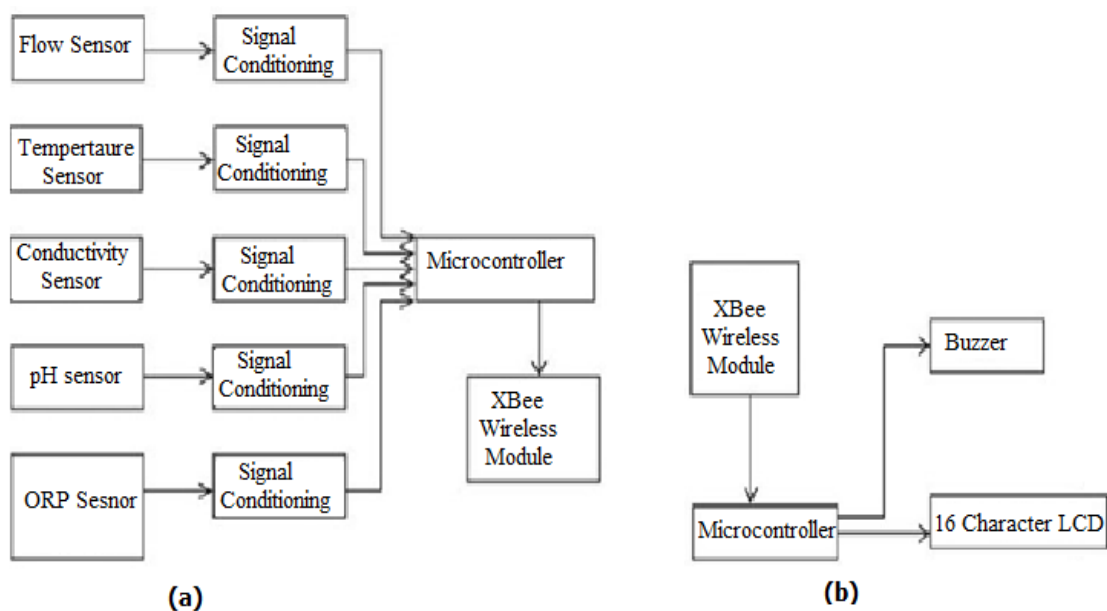 Flow Sensor
Signal
Conditioning
Tempertaure
Sensor
Signal
Conditioning
Conductivity
Sensor
Signal
Conditioning
pH sensor
Signal
Conditioning
ORP Sesnor
Signal
Conditioning
Microcontroller
XBee
Wireless
Module
(a)
XBee
Wireless
Module
Buzzer
Microcontroller
16 Character LCD
(b)